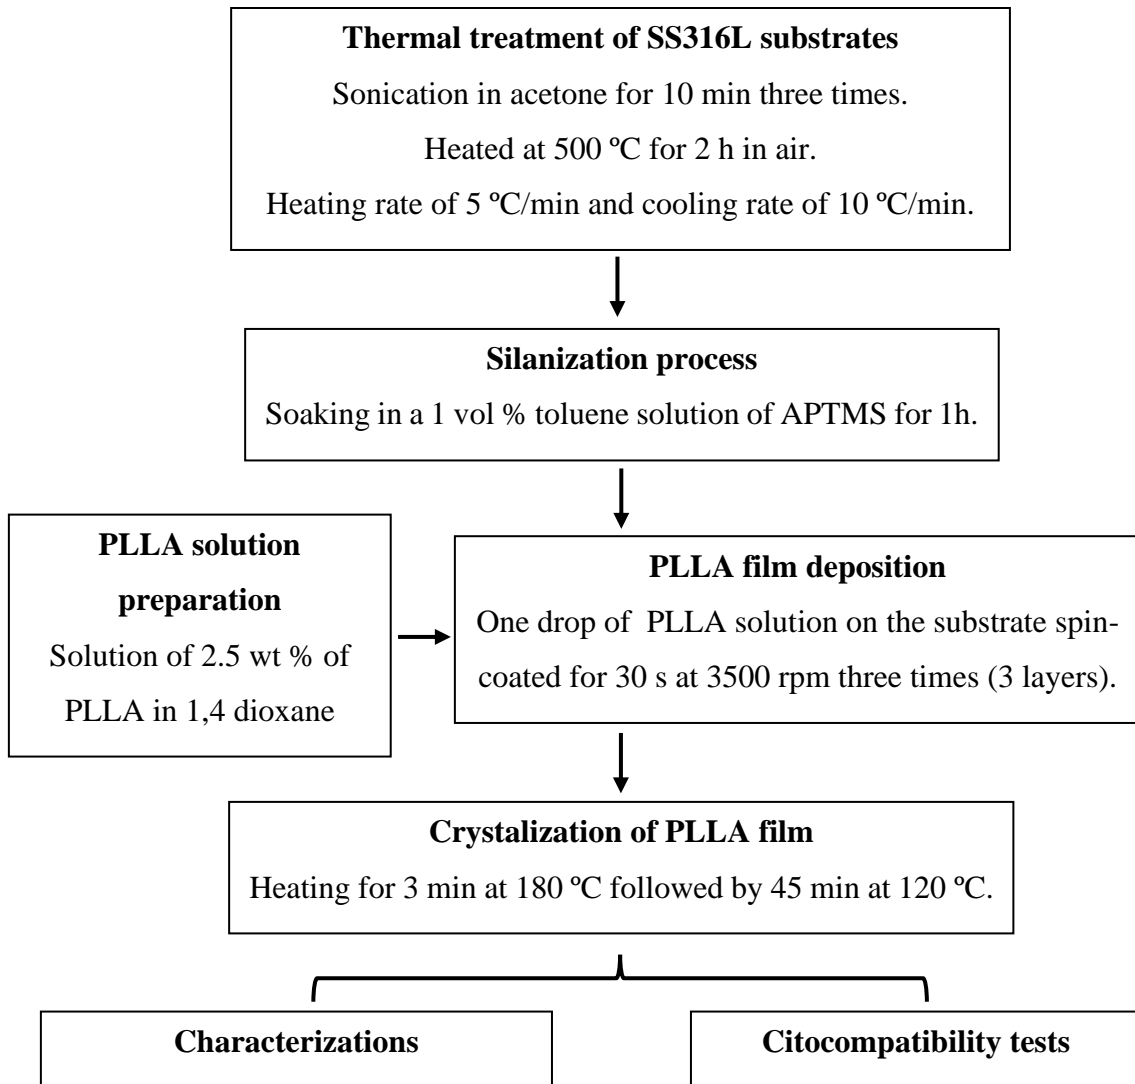 Thermal treatment of SS316L substrates
Sonication in acetone for 10 min three times.
Heated at 500 ºC for 2 h in air.
Heating rate of 5 ºC/min and cooling rate of 10 ºC/min.
Silanization process
Soaking in a 1 vol % toluene solution of APTMS for 1h.
PLLA solution
preparation
Solution of 2.5 wt % of
PLLA in 1,4 dioxane
PLLA film deposition
One drop of  PLLA solution on the substrate spin-
coated for 30 s at 3500 rpm three times (3 layers).
Crystalization of PLLA film
Heating for 3 min at 180 ºC followed by 45 min at 120 ºC.
Characterizations
Citocompatibility tests